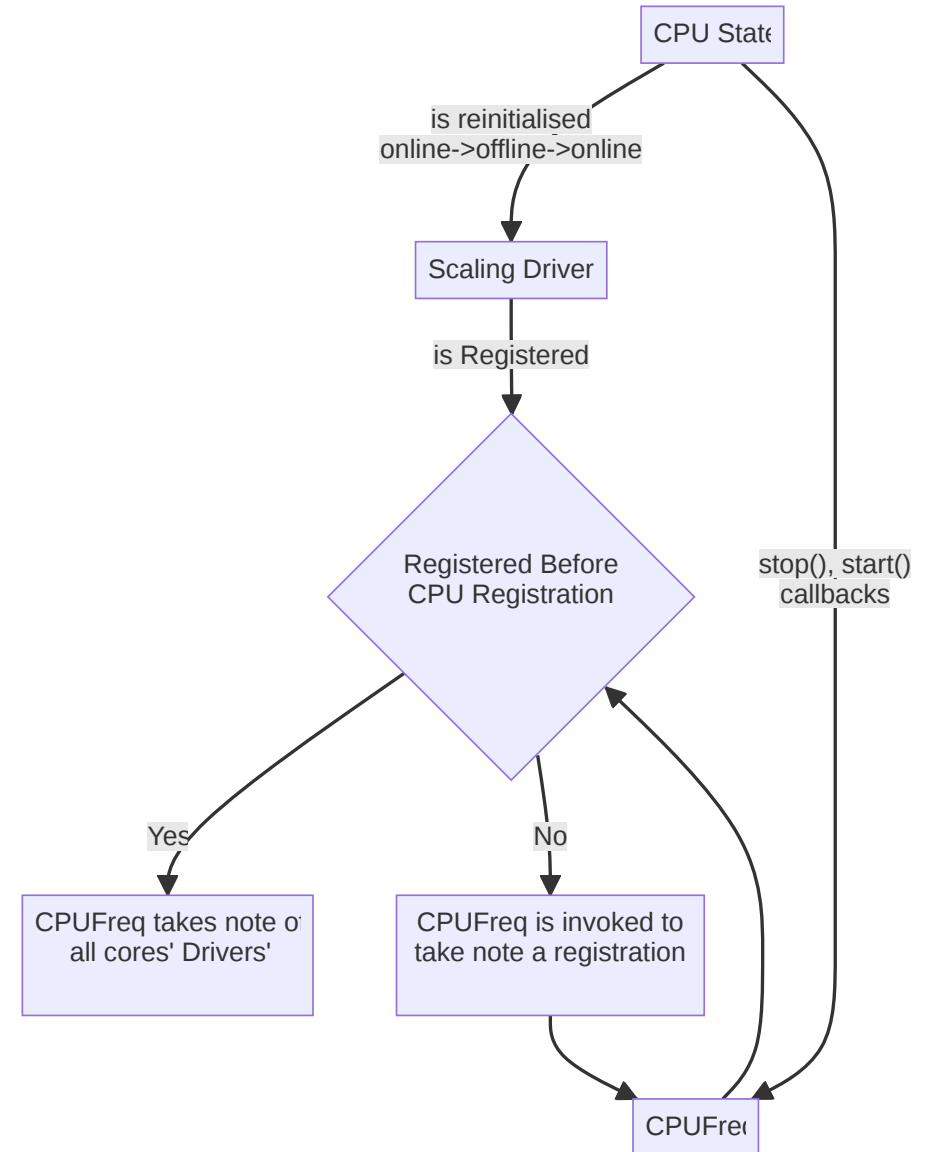 CPU State
is reinitialised
online->offline->online
Scaling Driver
is Registered
Registered Before
CPU Registration
stop(), start()
callbacks
Yes
No
CPUFreq takes note of
all cores' Drivers'
CPUFreq is invoked to
take note a registration
CPUFreq